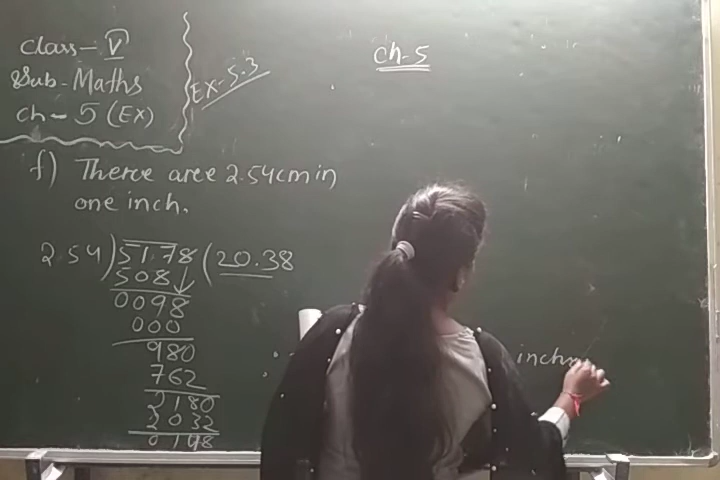 Class - V
Sub - Maths
Ch - 5 (Ex)
Ex - 5.3
Ch-5
f) There are 2.54cm in
one inch.
2.54)51.78(20.38
508
0098
000
980
762
2180
2032
0148
inch